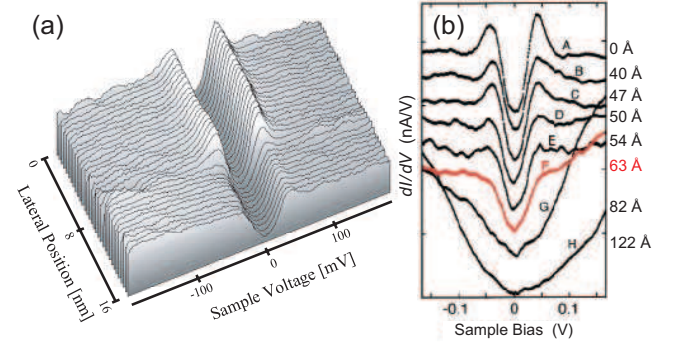 (a)
0
8
16
Lateral Position [nm]
-100
0
100
Sample Voltage [mV]
(b)
dI/dV (nA/V)
A
B
C
D
E
F
G
H
0 Å
40 Å
47 Å
50 Å
54 Å
63 Å
82 Å
122 Å
-0.1
0
0.1
Sample Bias (V)